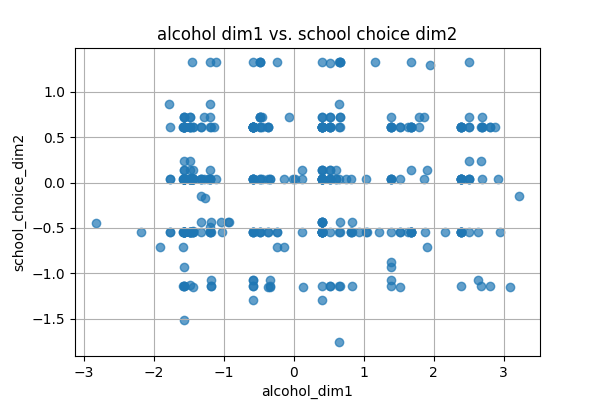 alcohol dim1 vs. school choice dim2
school_choice_dim2
1.0
0.5
0.0
−0.5
−1.0
−1.5
−3 −2 −1 0 1 2 3
alcohol_dim1